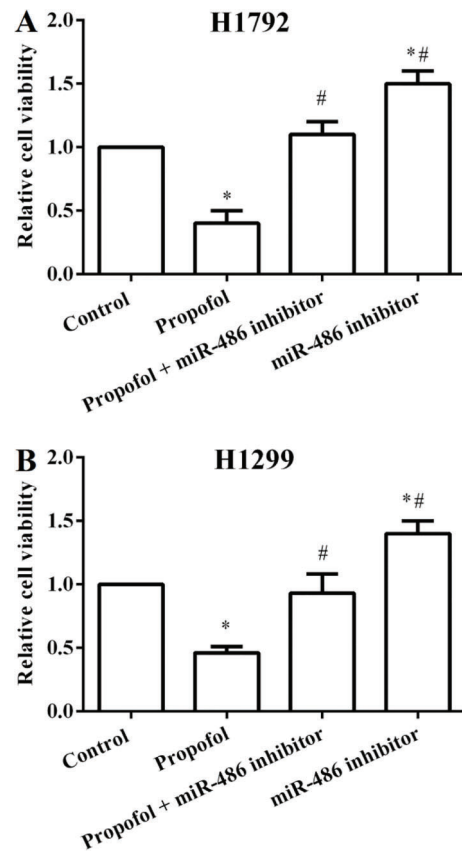 A
H1792
Relative cell viability
2.0
1.5
1.0
0.5
0.0
*
#
*#
Control
Propofol
Propofol + miR-486 inhibitor
miR-486 inhibitor
B
H1299
Relative cell viability
2.0
1.5
1.0
0.5
0.0
*
#
*#
Control
Propofol
Propofol + miR-486 inhibitor
miR-486 inhibitor